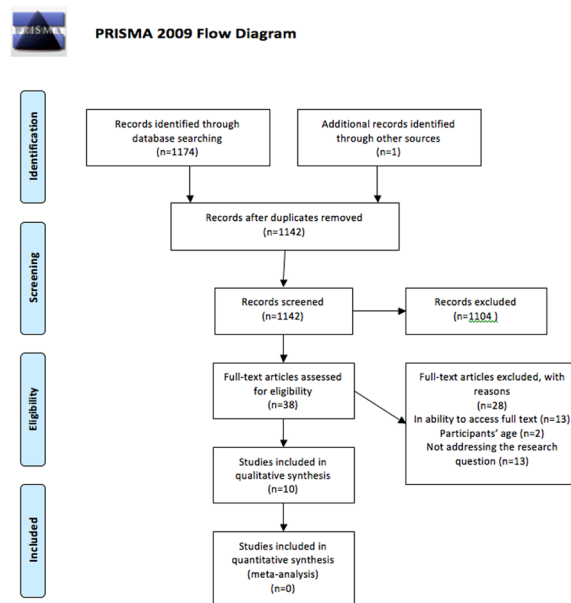 PRISMA
PRISMA 2009 Flow Diagram
Identification
Records identified through
database searching
(n=1174)
Additional records identified
through other sources
(n=1)
Records after duplicates removed
(n=1142)
Screening
Records screened
(n=1142)
Records excluded
(n=1104 )
Eligibility
Full-text articles assessed
for eligibility
(n=38)
Full-text articles excluded, with
reasons
(n=28)
In ability to access full text (n=13)
Participants' age (n=2)
Not addressing the research
question (n=13)
Studies included in
qualitative synthesis
(n=10)
Included
Studies included in
quantitative synthesis
(meta-analysis)
(n=0)